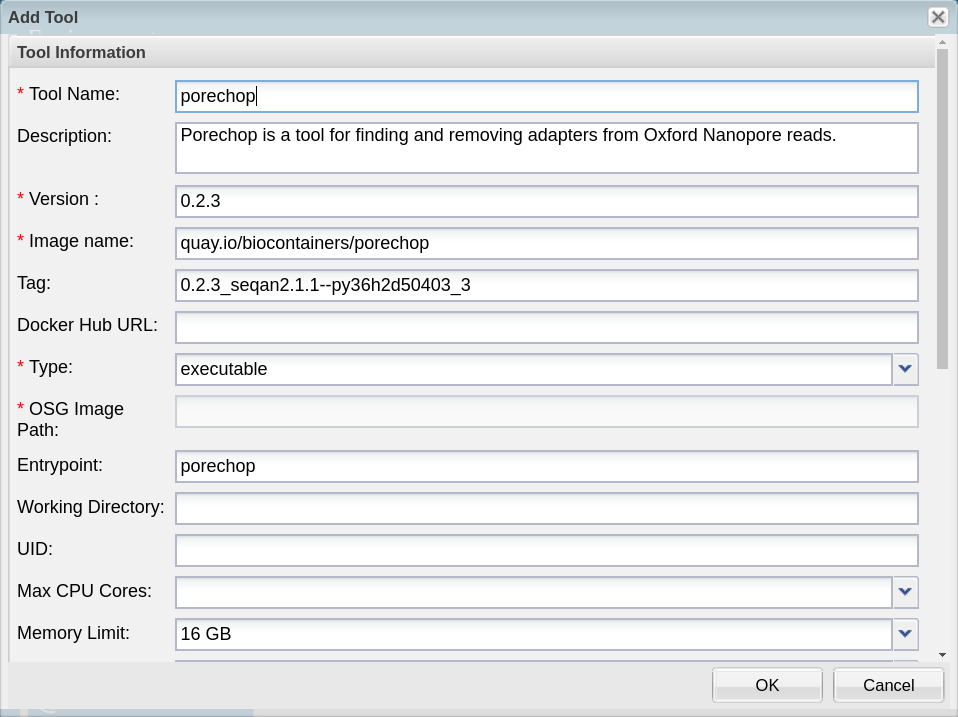 Add Tool
Tool Information
* Tool Name: porechop
Description: Porechop is a tool for finding and removing adapters from Oxford Nanopore reads.
* Version : 0.2.3
* Image name: quay.io/biocontainers/porechop
Tag: 0.2.3_seqan2.1.1--py36h2d50403_3
Docker Hub URL:
* Type: executable
* OSG Image
Path:
Entrypoint: porechop
Working Directory:
UID:
Max CPU Cores:
Memory Limit: 16 GB
OK Cancel